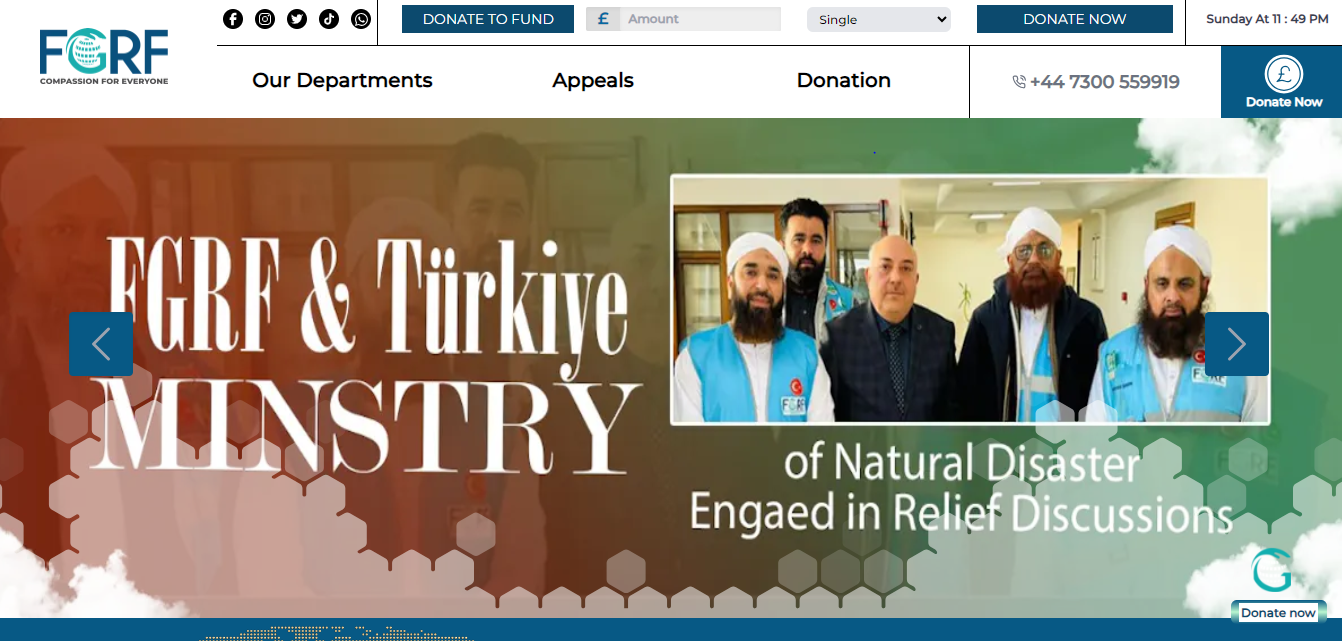 FGRF
COMPASSION FOR EVERYONE
DONATE TO FUND
£ Amount
Single
DONATE NOW
Sunday At 11 : 49 PM
Our Departments
Appeals
Donation
+44 7300 559919
£
Donate Now
FGRF & Türkiye
MINSTRY
of Natural Disaster
Engaed in Relief Discussions
Donate now